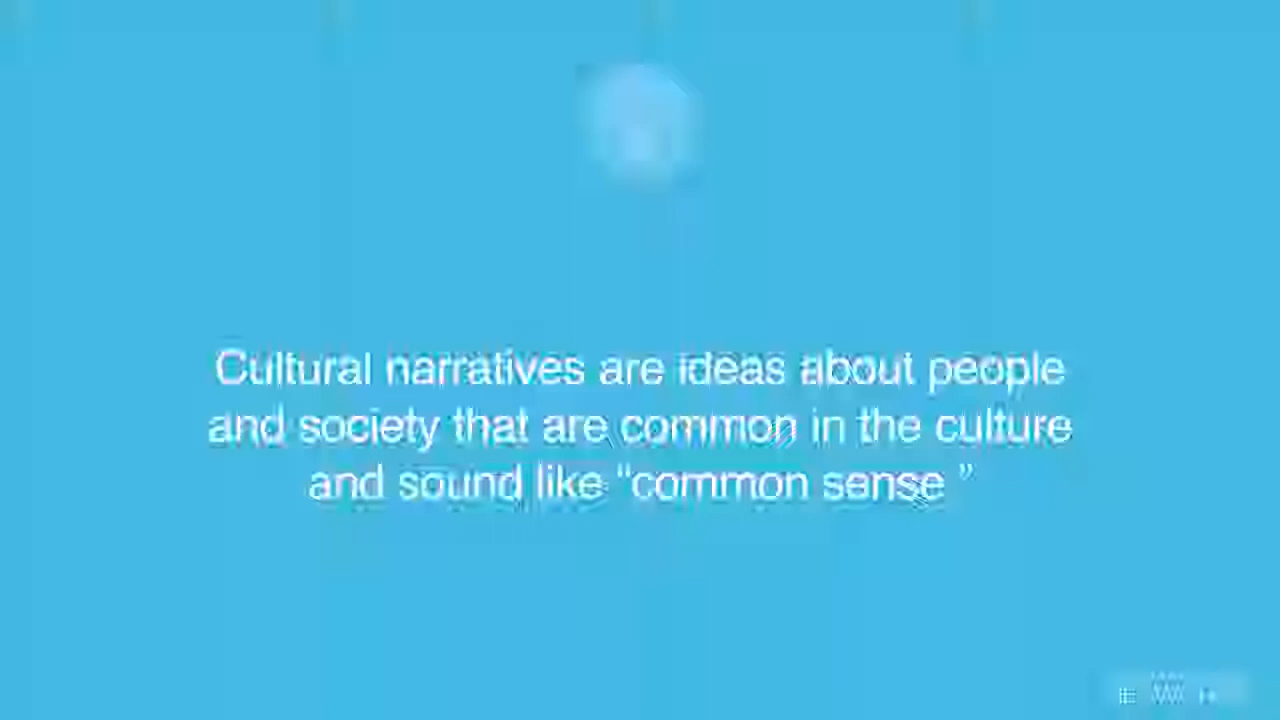 Cultural narratives are ideas about people
and society that are common in the culture
and sound like “common sense ”